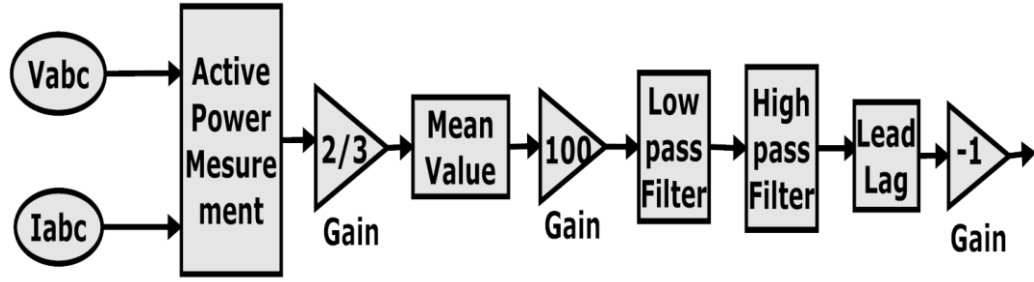 Vabc
Iabc
Active
Power
Mesure
ment
2/3
Gain
Mean
Value
100
Gain
Low
pass
Filter
High
pass
Filter
Lead
Lag
-1
Gain